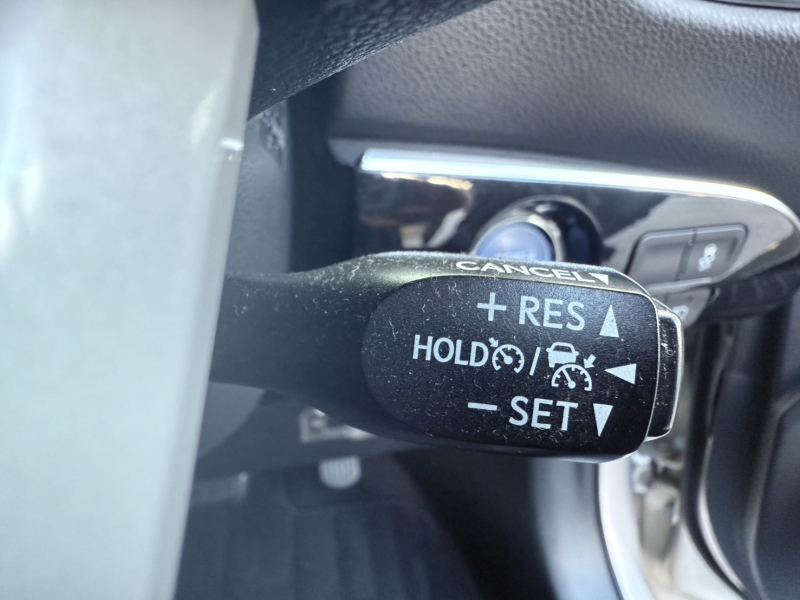 CANCEL
+ RES
HOLD /
− SET